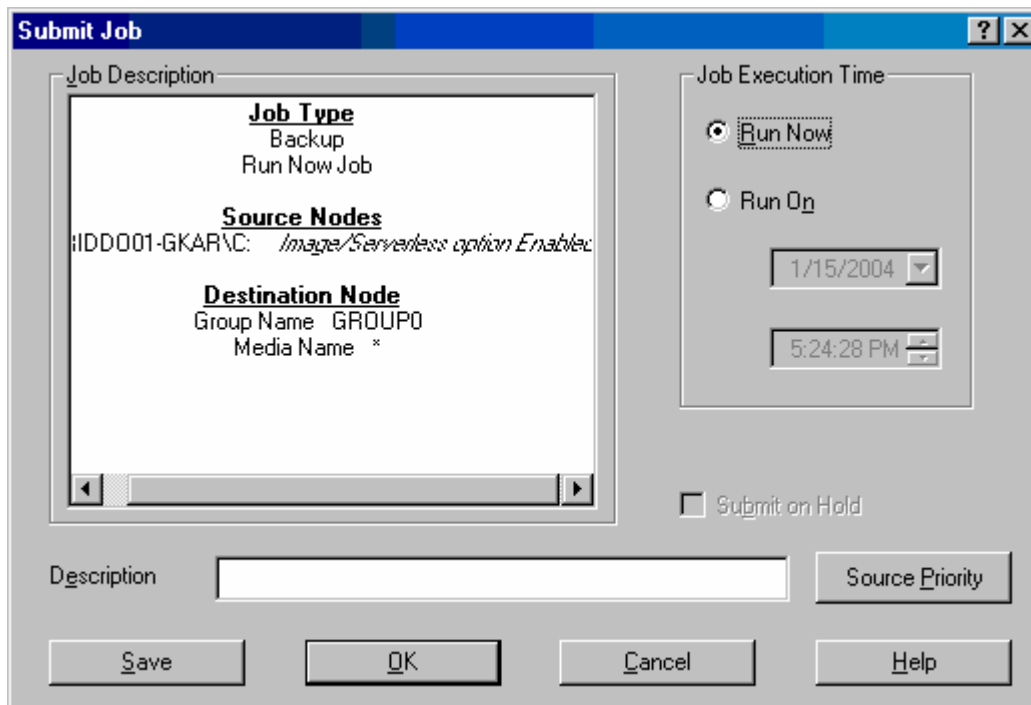 Submit Job
Job Description
Job Type
Backup
Run Now Job
Source Nodes
IDDO01-GKAR\C: Image/Serverless option Enabled
Destination Node
Group Name GROUP0
Media Name *
Job Execution Time
Run Now
Run On
1/15/2004
5:24:28 PM
Submit on Hold
Description
Source Priority
Save
OK
Cancel
Help